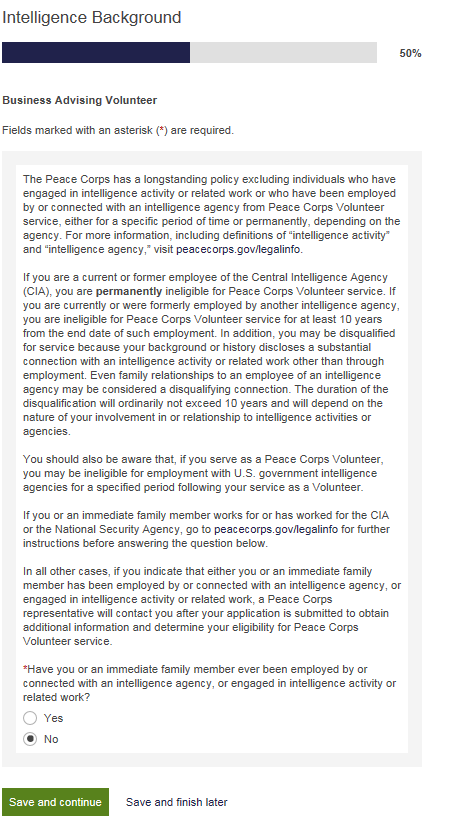 Intelligence Background
50%
Business Advising Volunteer
Fields marked with an asterisk (*) are required.
The Peace Corps has a longstanding policy excluding individuals who have
engaged in intelligence activity or related work or who have been employed
by or connected with an intelligence agency from Peace Corps Volunteer
service, either for a specific period of time or permanently, depending on the
agency. For more information, including definitions of “intelligence activity”
and “intelligence agency,” visit peacecorps.gov/legalinfo.
If you are a current or former employee of the Central Intelligence Agency
(CIA), you are permanently ineligible for Peace Corps Volunteer service. If
you are currently or were formerly employed by another intelligence agency,
you are ineligible for Peace Corps Volunteer service for at least 10 years
from the end date of such employment. In addition, you may be disqualified
for service because your background or history discloses a substantial
connection with an intelligence activity or related work other than through
employment. Even family relationships to an employee of an intelligence
agency may be considered a disqualifying connection. The duration of the
disqualification will ordinarily not exceed 10 years and will depend on the
nature of your involvement in or relationship to intelligence activities or
agencies.
You should also be aware that, if you serve as a Peace Corps Volunteer,
you may be ineligible for employment with U.S. government intelligence
agencies for a specified period following your service as a Volunteer.
If you or an immediate family member works for or has worked for the CIA
or the National Security Agency, go to peacecorps.gov/legalinfo for further
instructions before answering the question below.
In all other cases, if you indicate that either you or an immediate family
member has been employed by or connected with an intelligence agency, or
engaged in intelligence activity or related work, a Peace Corps
representative will contact you after your application is submitted to obtain
additional information and determine your eligibility for Peace Corps
Volunteer service.
*Have you or an immediate family member ever been employed by or
connected with an intelligence agency, or engaged in intelligence activity or
related work?
Yes
No
Save and continue Save and finish later